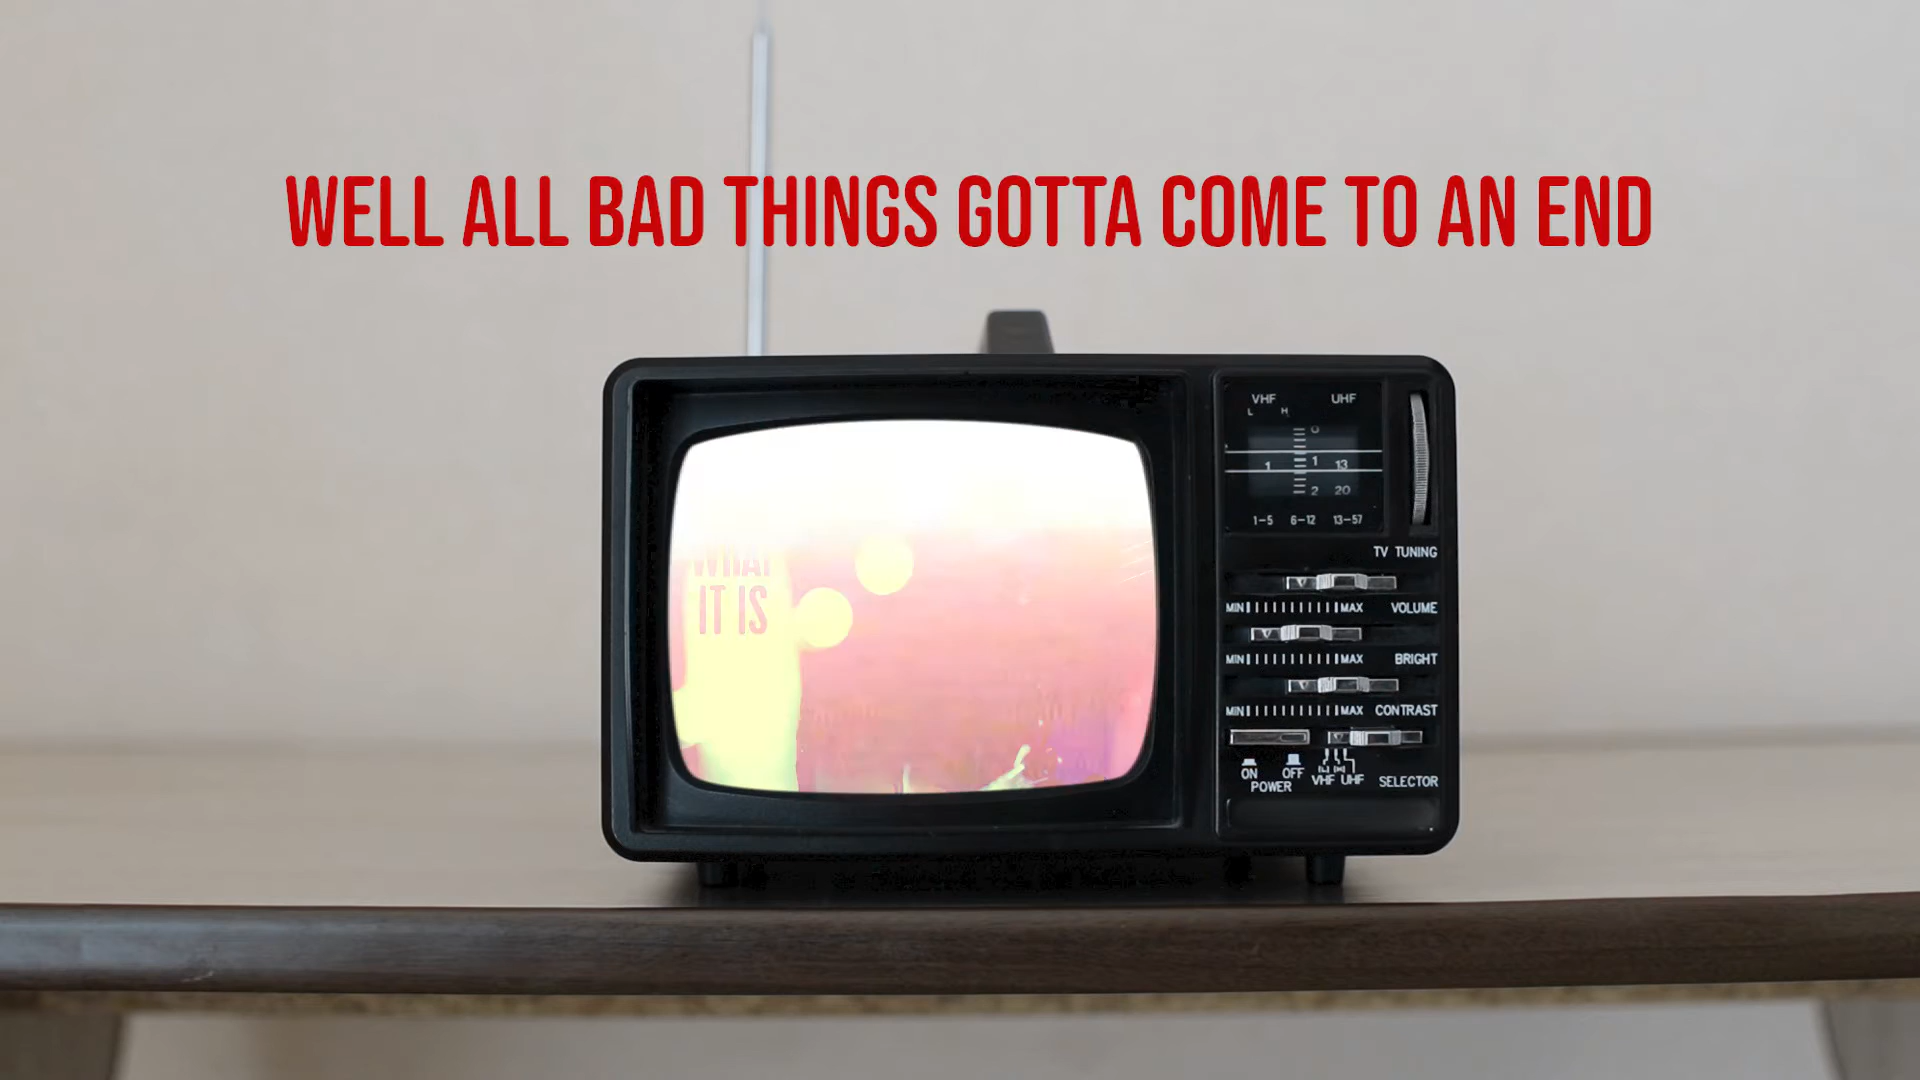 WELL ALL BAD THINGS GOTTA COME TO AN END
VHF UHF
L H
0
1 1 13
2 20
1-5 6-12 13-57
TV TUNING
WHAT
IT IS
MIN MAX VOLUME
MIN MAX BRIGHT
MIN MAX CONTRAST
ON OFF VHF UHF SELECTOR
POWER